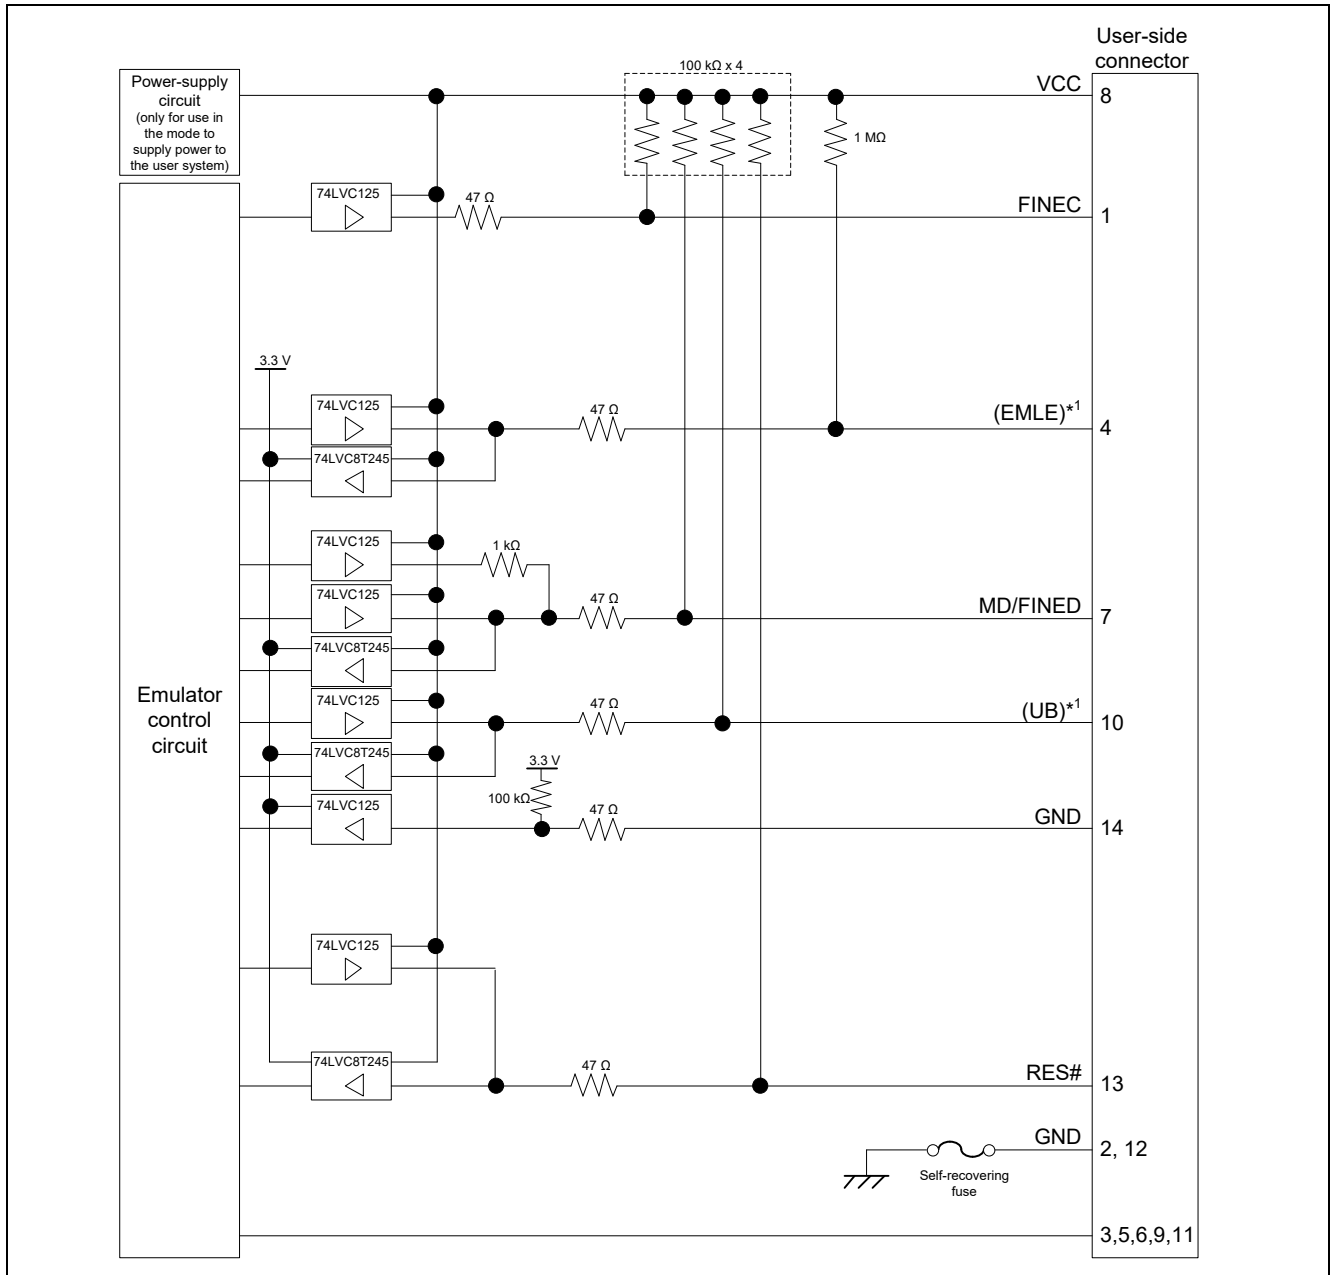 User-side
connector
100 kΩ x 4
Power-supply
circuit
(only for use in
the mode to
supply power to
the user system)
VCC
8
1 MΩ
74LVC125
47 Ω
FINEC
1
3.3 V
74LVC125
47 Ω
(EMLE)*1
4
74LVC8T245
74LVC125
1 kΩ
74LVC125
47 Ω
MD/FINED
7
74LVC8T245
Emulator
control
circuit
74LVC125
47 Ω
(UB)*1
10
74LVC8T245
3.3 V
100 kΩ
74LVC125
47 Ω
GND
14
74LVC125
74LVC8T245
47 Ω
RES#
13
GND
2, 12
Self-recovering
fuse
3,5,6,9,11